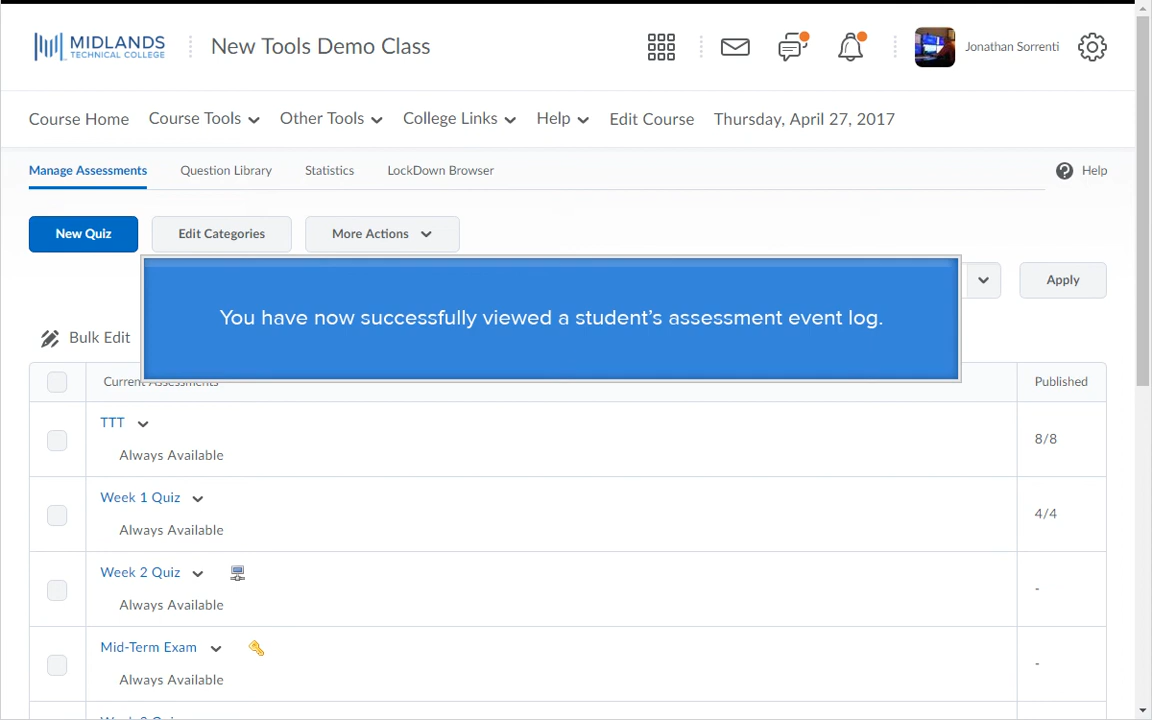 MIDLANDS
TECHNICAL COLLEGE
New Tools Demo Class
Jonathan Sorrenti
Course Home Course Tools Other Tools College Links Help Edit Course Thursday, April 27, 2017
Manage Assessments Question Library Statistics LockDown Browser Help
New Quiz Edit Categories More Actions
Apply
You have now successfully viewed a student's assessment event log.
Bulk Edit
Current Assessments Published
TTT
8/8
Always Available
Week 1 Quiz
4/4
Always Available
Week 2 Quiz
-
Always Available
Mid-Term Exam
-
Always Available